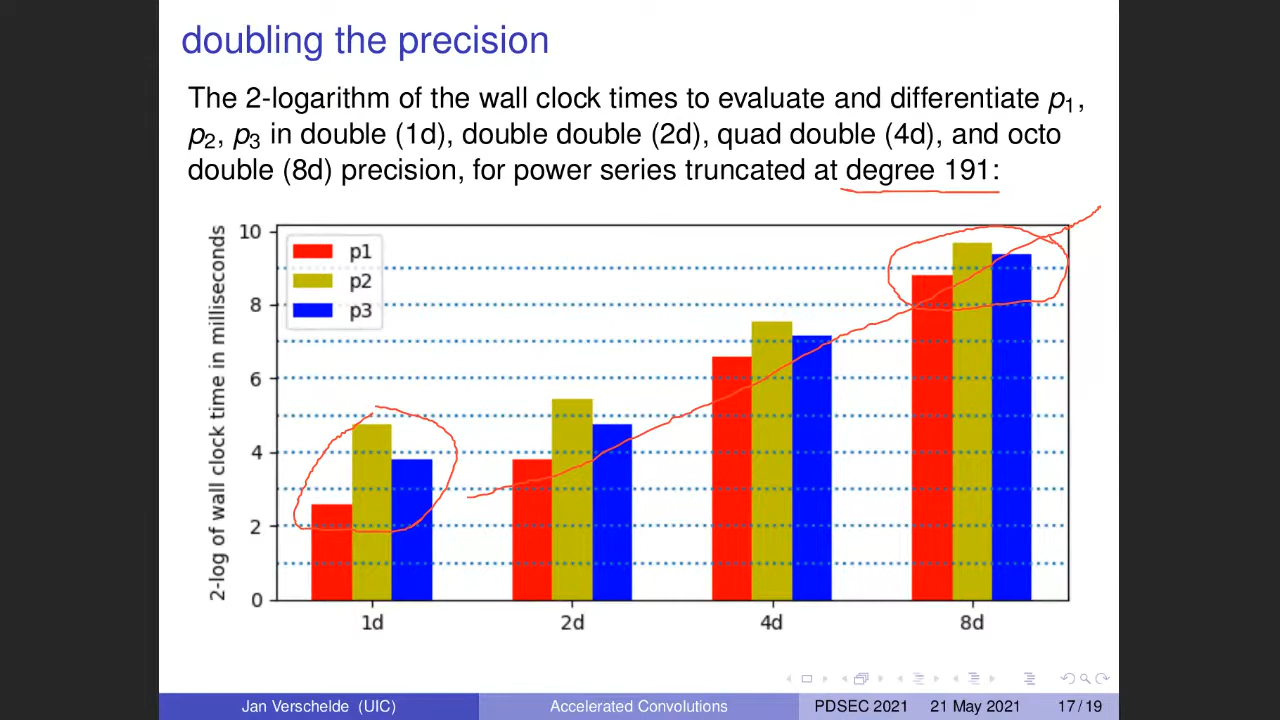 doubling the precision
The 2-logarithm of the wall clock times to evaluate and differentiate p1,
p2, p3 in double (1d), double double (2d), quad double (4d), and octo
double (8d) precision, for power series truncated at degree 191:
2-log of wall clock time in milliseconds
10
8
6
4
2
0
p1
p2
p3
1d 2d 4d 8d
Jan Verschelde (UIC) Accelerated Convolutions PDSEC 2021 21 May 2021 17 / 19